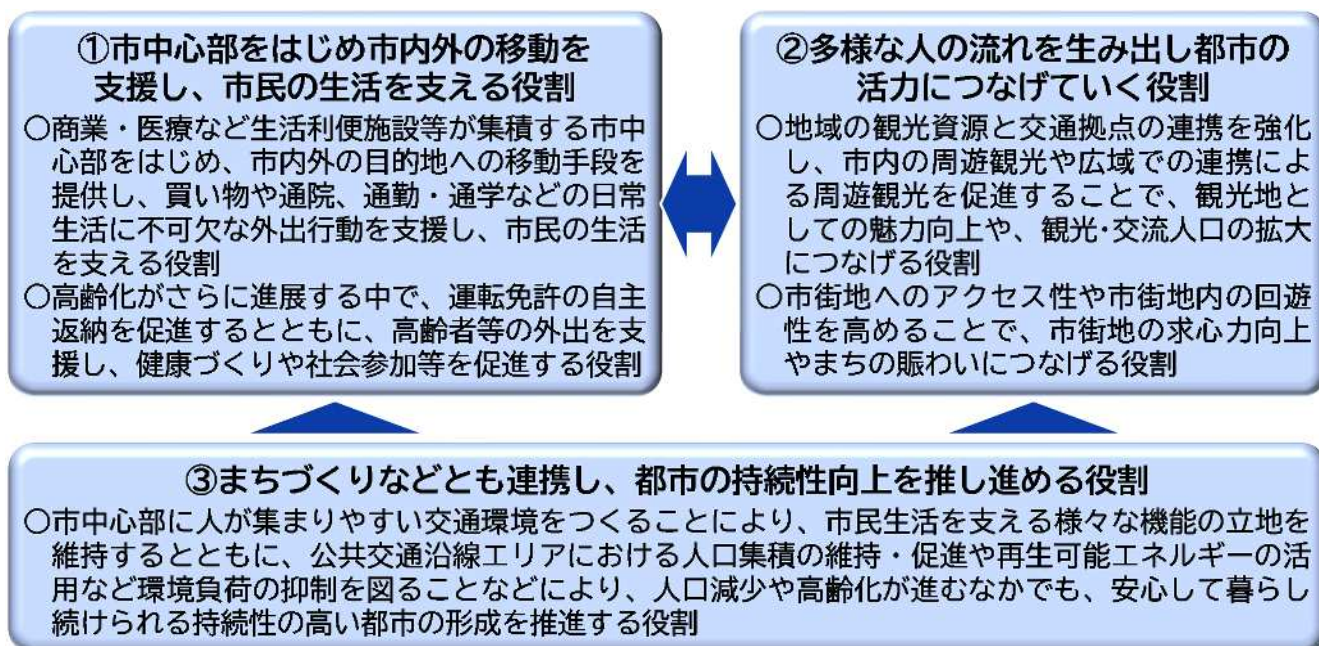 ①市中心部をはじめ市内外の移動を
支援し、市民の生活を支える役割
○商業・医療など生活利便施設等が集積する市中
心部をはじめ、市内外の目的地への移動手段を
提供し、買い物や通院、通勤・通学などの日常
生活に不可欠な外出行動を支援し、市民の生活
を支える役割
○高齢化がさらに進展する中で、運転免許の自主
返納を促進するとともに、高齢者等の外出を支
援し、健康づくりや社会参加等を促進する役割
②多様な人の流れを生み出し都市の
活力につなげていく役割
○地域の観光資源と交通拠点の連携を強化
し、市内の周遊観光や広域での連携によ
る周遊観光を促進することで、観光地と
しての魅力向上や、観光・交流人口の拡大
につなげる役割
○市街地へのアクセス性や市街地内の回遊
性を高めることで、市街地の求心力向上
やまちの賑わいにつなげる役割
③まちづくりなどとも連携し、都市の持続性向上を推し進める役割
○市中心部に人が集まりやすい交通環境をつくることにより、市民生活を支える様々な機能の立地を
維持するとともに、公共交通沿線エリアにおける人口集積の維持・促進や再生可能エネルギーの活
用など環境負荷の抑制を図ることなどにより、人口減少や高齢化が進むなかでも、安心して暮らし
続けられる持続性の高い都市の形成を推進する役割